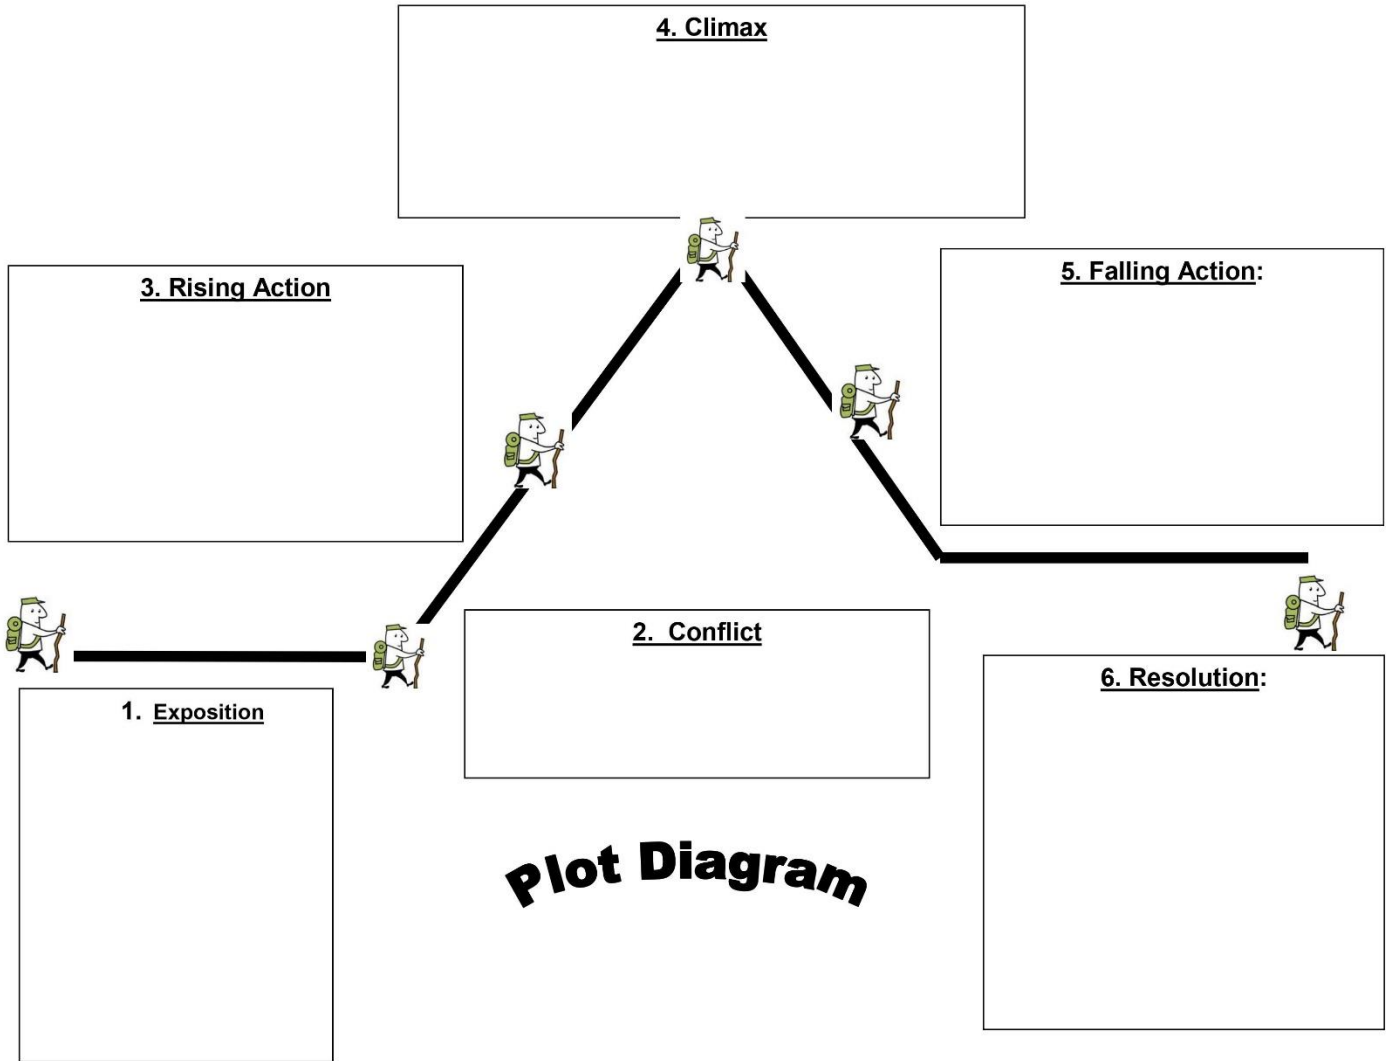 4. Climax
3. Rising Action
5. Falling Action:
2. Conflict
1. Exposition
6. Resolution:
Plot Diagram